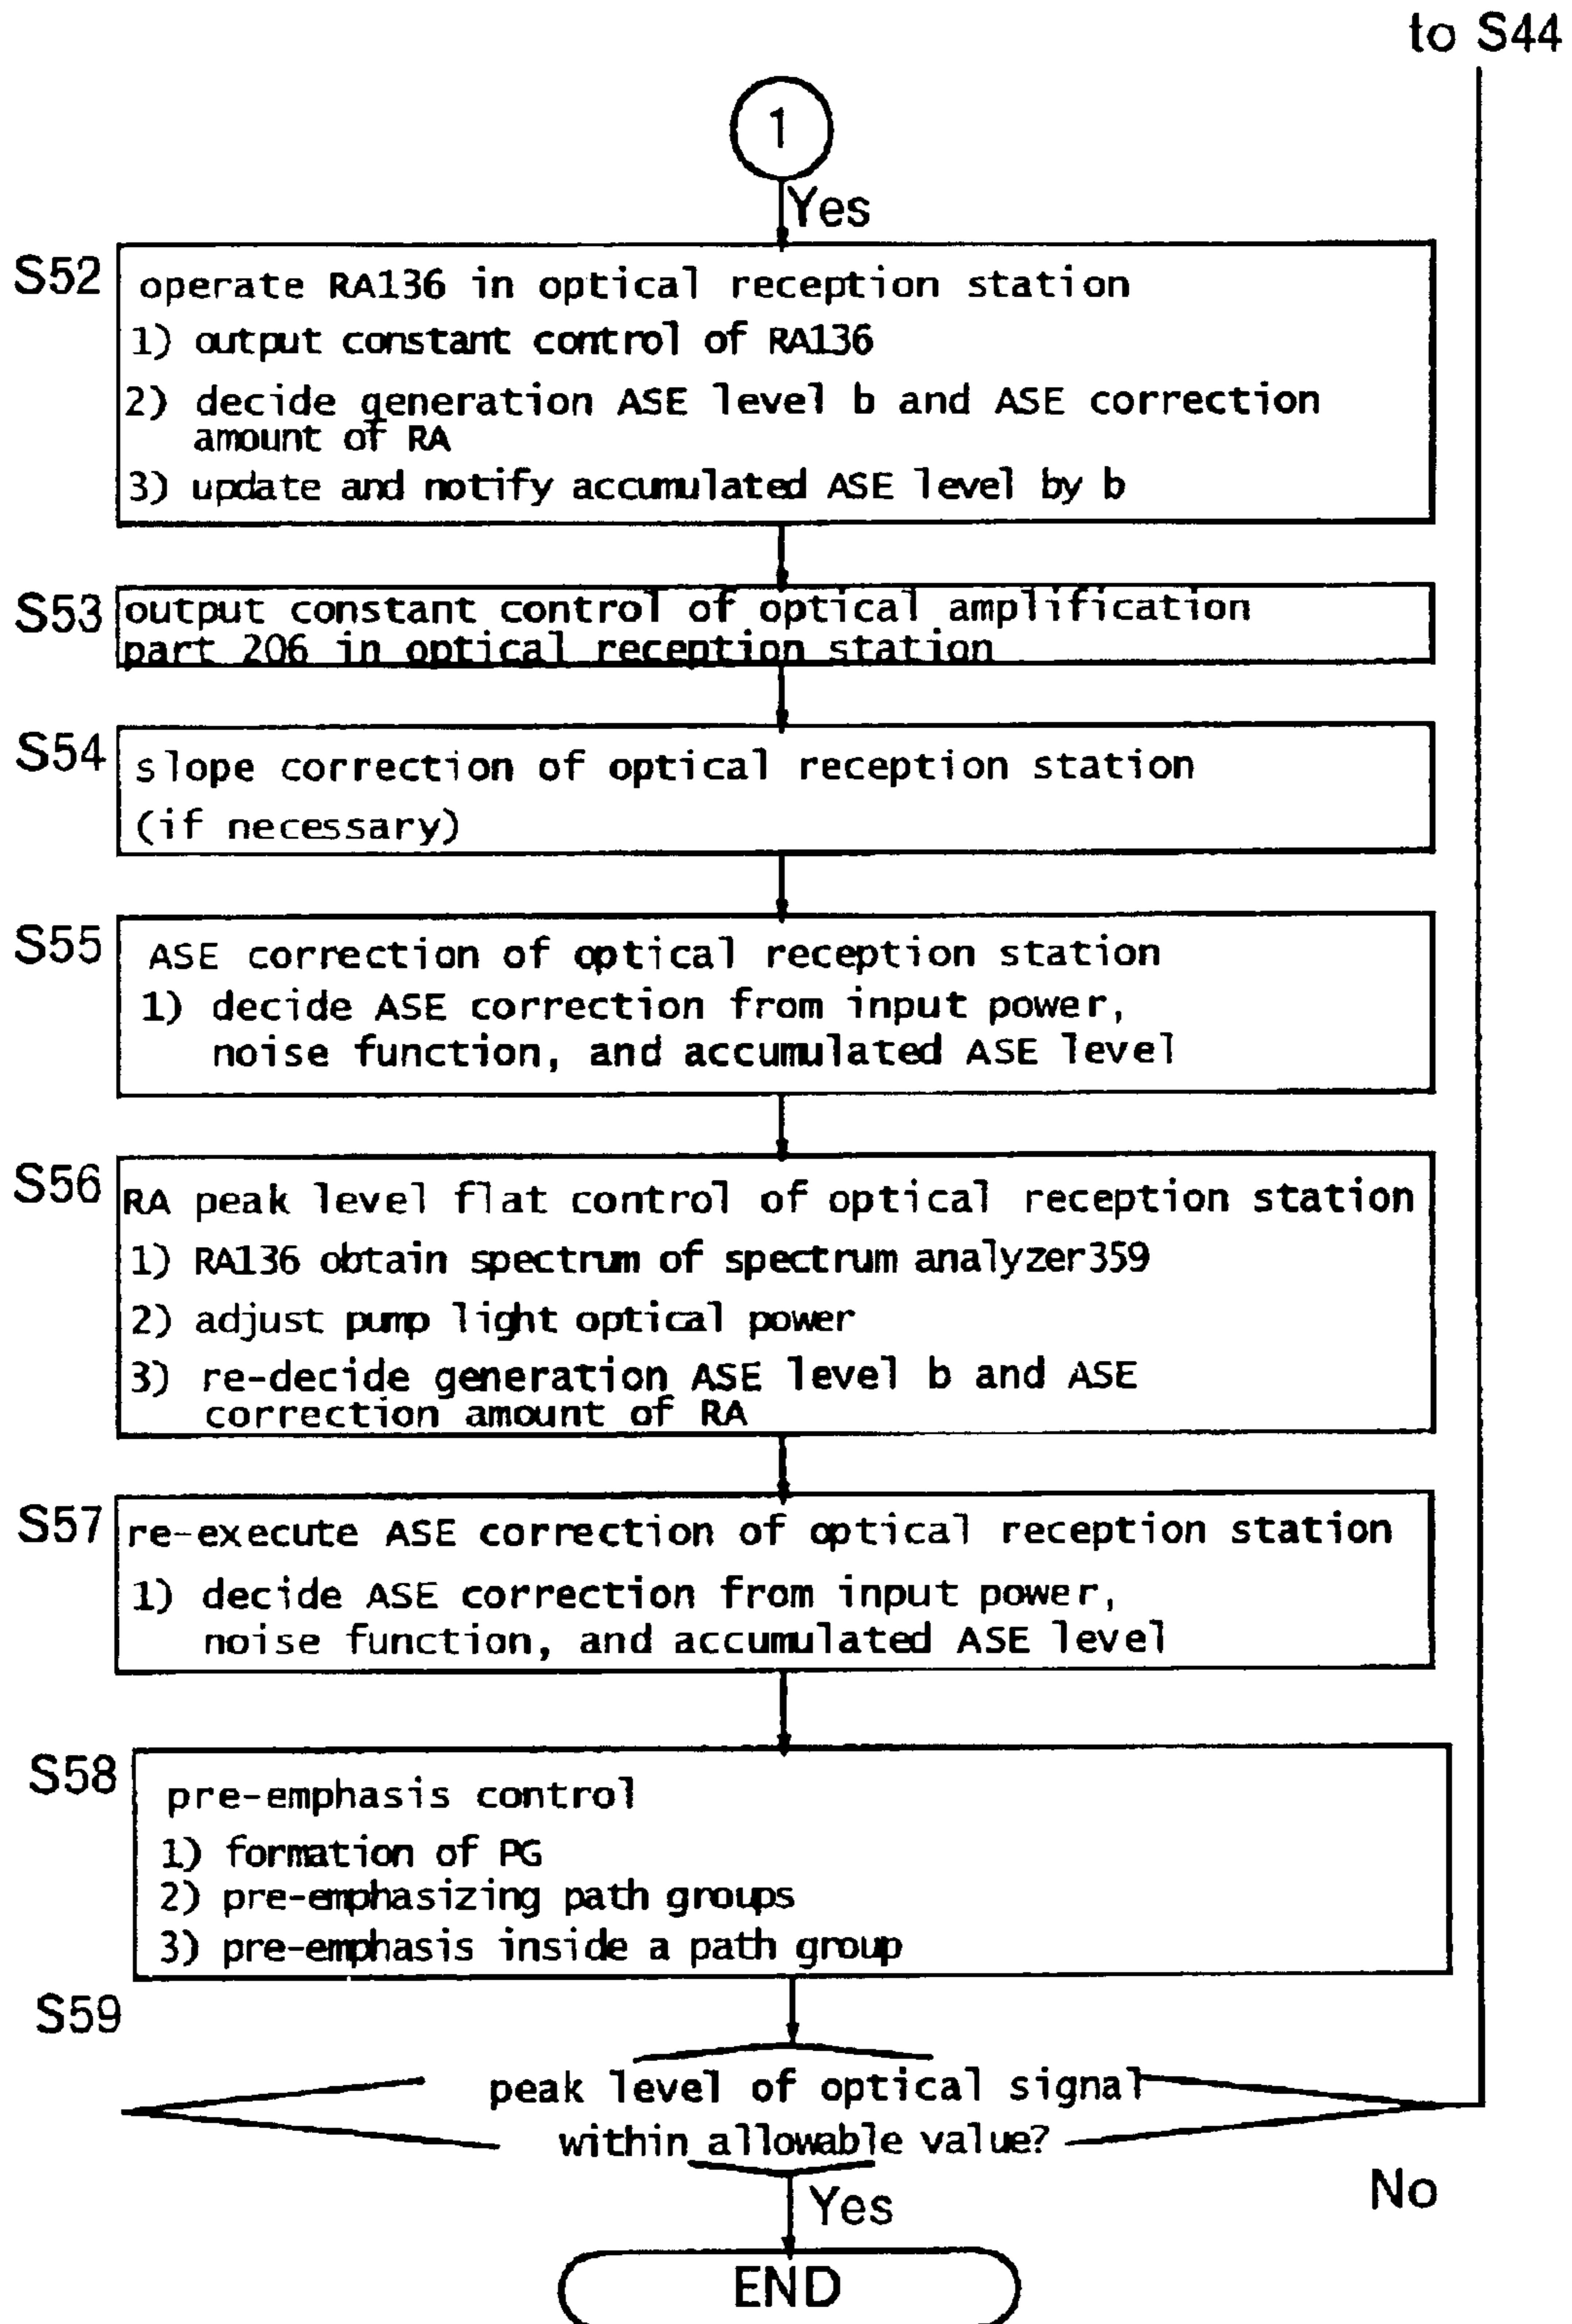 to S44
1
Yes
S52
operate RA136 in optical reception station
1) output constant control of RA136
2) decide generation ASE level b and ASE correction
amount of RA
3) update and notify accumulated ASE level by b
S53
output constant control of optical amplification
part 206 in optical reception station
S54
slope correction of optical reception station
(if necessary)
S55
ASE correction of optical reception station
1) decide ASE correction from input power,
noise function, and accumulated ASE level
S56
RA peak level flat control of optical reception station
1) RA136 obtain spectrum of spectrum analyzer359
2) adjust pump light optical power
3) re-decide generation ASE level b and ASE
correction amount of RA
S57
re-execute ASE correction of optical reception station
1) decide ASE correction from input power,
noise function, and accumulated ASE level
S58
pre-emphasis control
1) formation of PG
2) pre-emphasizing path groups
3) pre-emphasis inside a path group
S59
peak level of optical signal
within allowable value?
No
Yes
END